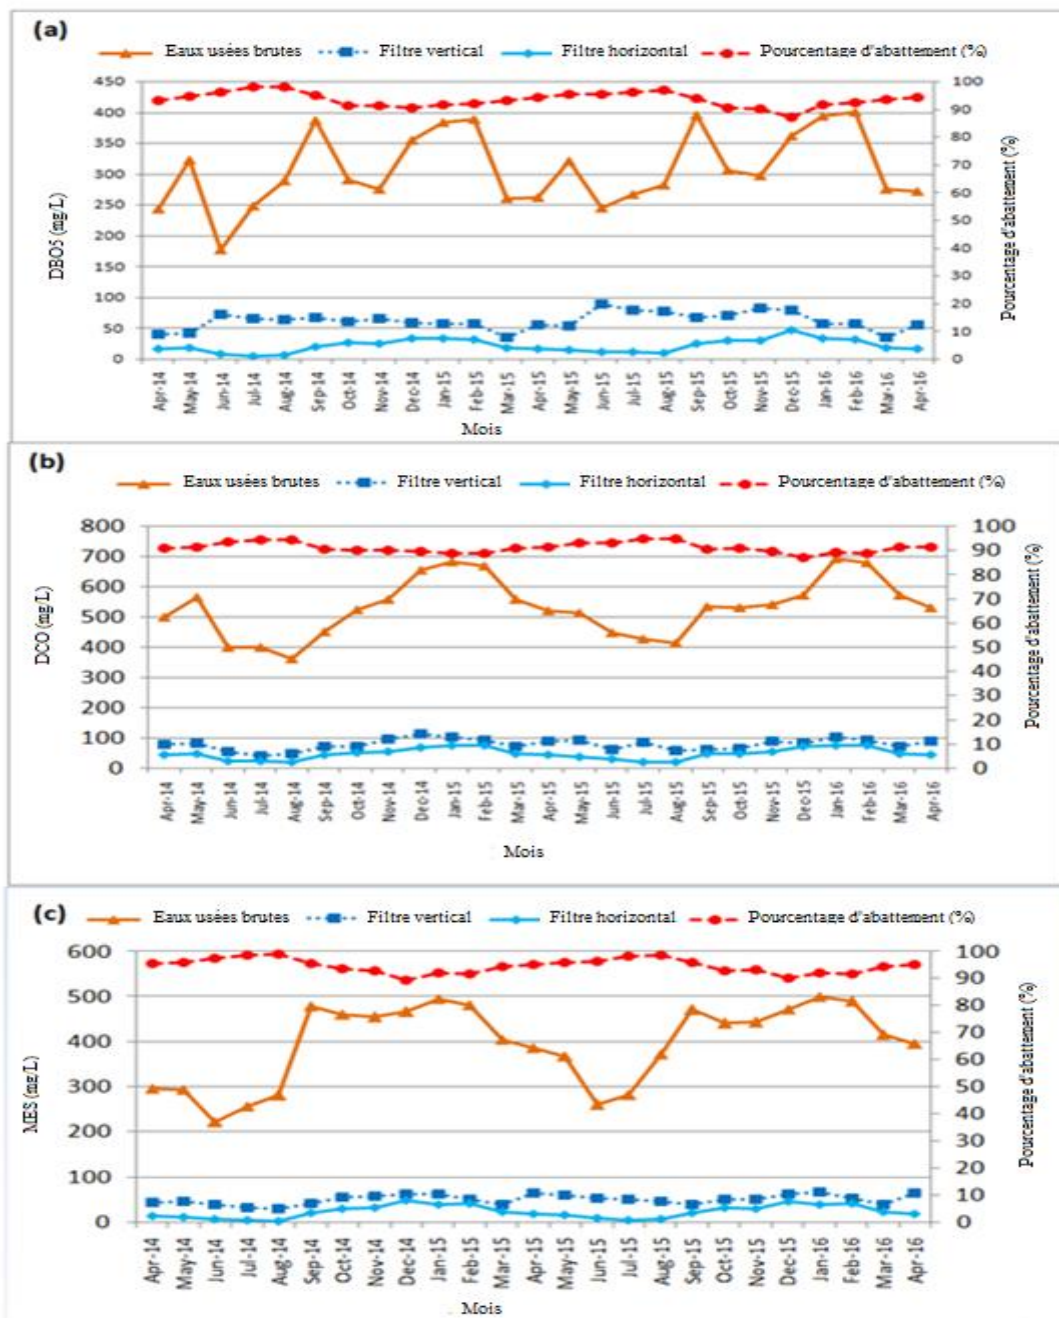 (a)
Eaux usées brutes Filtre vertical Filtre horizontal Pourcentage d'abattement (%)
450 400 350 300 250 200 150 100 50 0
DBO5 (mg/L)
100 90 80 70 60 50 40 30 20 10 0
Pourcentage d'abattement (%)
Apr-14 May-14 Jun-14 Jul-14 Aug-14 Sep-14 Oct-14 Nov-14 Dec-14 Jan-15 Feb-15 Mar-15 Apr-15 May-15 Jun-15 Jul-15 Aug-15 Sep-15 Oct-15 Nov-15 Dec-15 Jan-16 Feb-16 Mar-16 Apr-16
Mois
(b)
Eaux usées brutes Filtre vertical Filtre horizontal Pourcentage d'abattement (%)
800 700 600 500 400 300 200 100 0
DCO (mg/L)
100 90 80 70 60 50 40 30 20 10 0
Pourcentage d'abattement (%)
Apr-14 May-14 Jun-14 Jul-14 Aug-14 Sep-14 Oct-14 Nov-14 Dec-14 Jan-15 Feb-15 Mar-15 Apr-15 May-15 Jun-15 Jul-15 Aug-15 Sep-15 Oct-15 Nov-15 Dec-15 Jan-16 Feb-16 Mar-16 Apr-16
Mois
(c)
Eaux usées brutes Filtre vertical Filtre horizontal Pourcentage d'abattement (%)
600 500 400 300 200 100 0
MES (mg/L)
100 90 80 70 60 50 40 30 20 10 0
Pourcentage d'abattement (%)
Apr-14 May-14 Jun-14 Jul-14 Aug-14 Sep-14 Oct-14 Nov-14 Dec-14 Jan-15 Feb-15 Mar-15 Apr-15 May-15 Jun-15 Jul-15 Aug-15 Sep-15 Oct-15 Nov-15 Dec-15 Jan-16 Feb-16 Mar-16 Apr-16
Mois